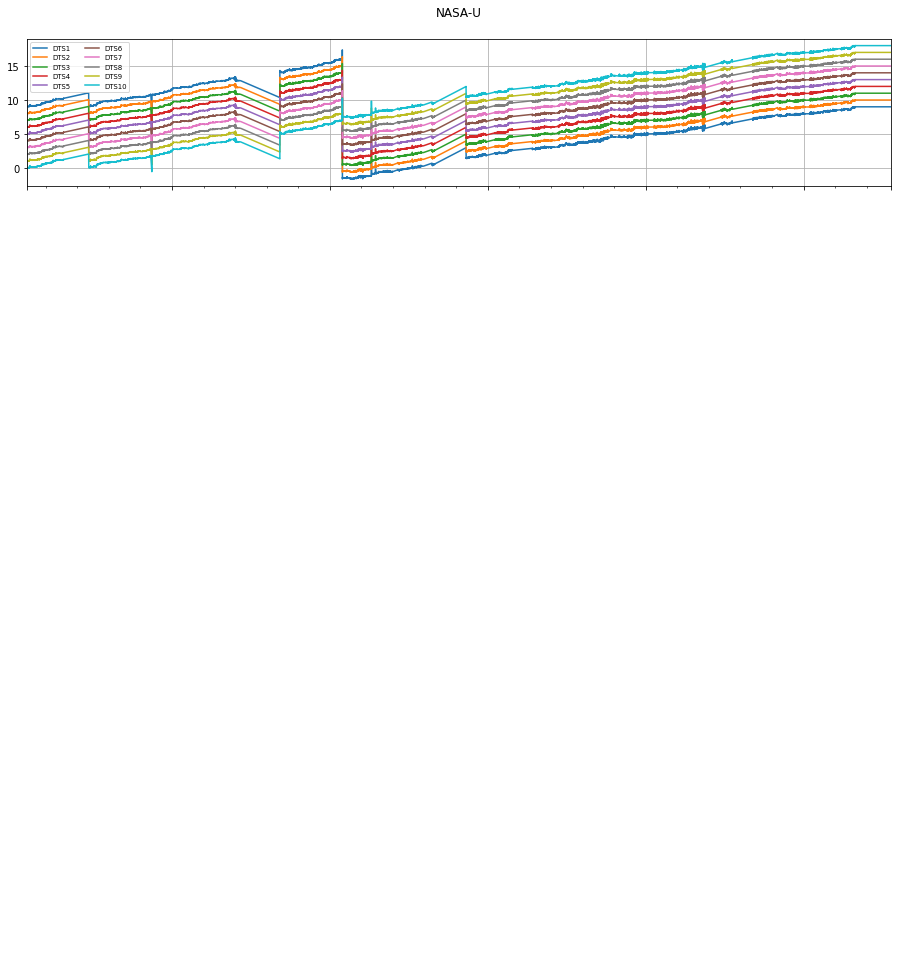 NASA-U
DTS1 DTS6
DTS2 DTS7
DTS3 DTS8
DTS4 DTS9
DTS5 DTS10
15
10
5
0